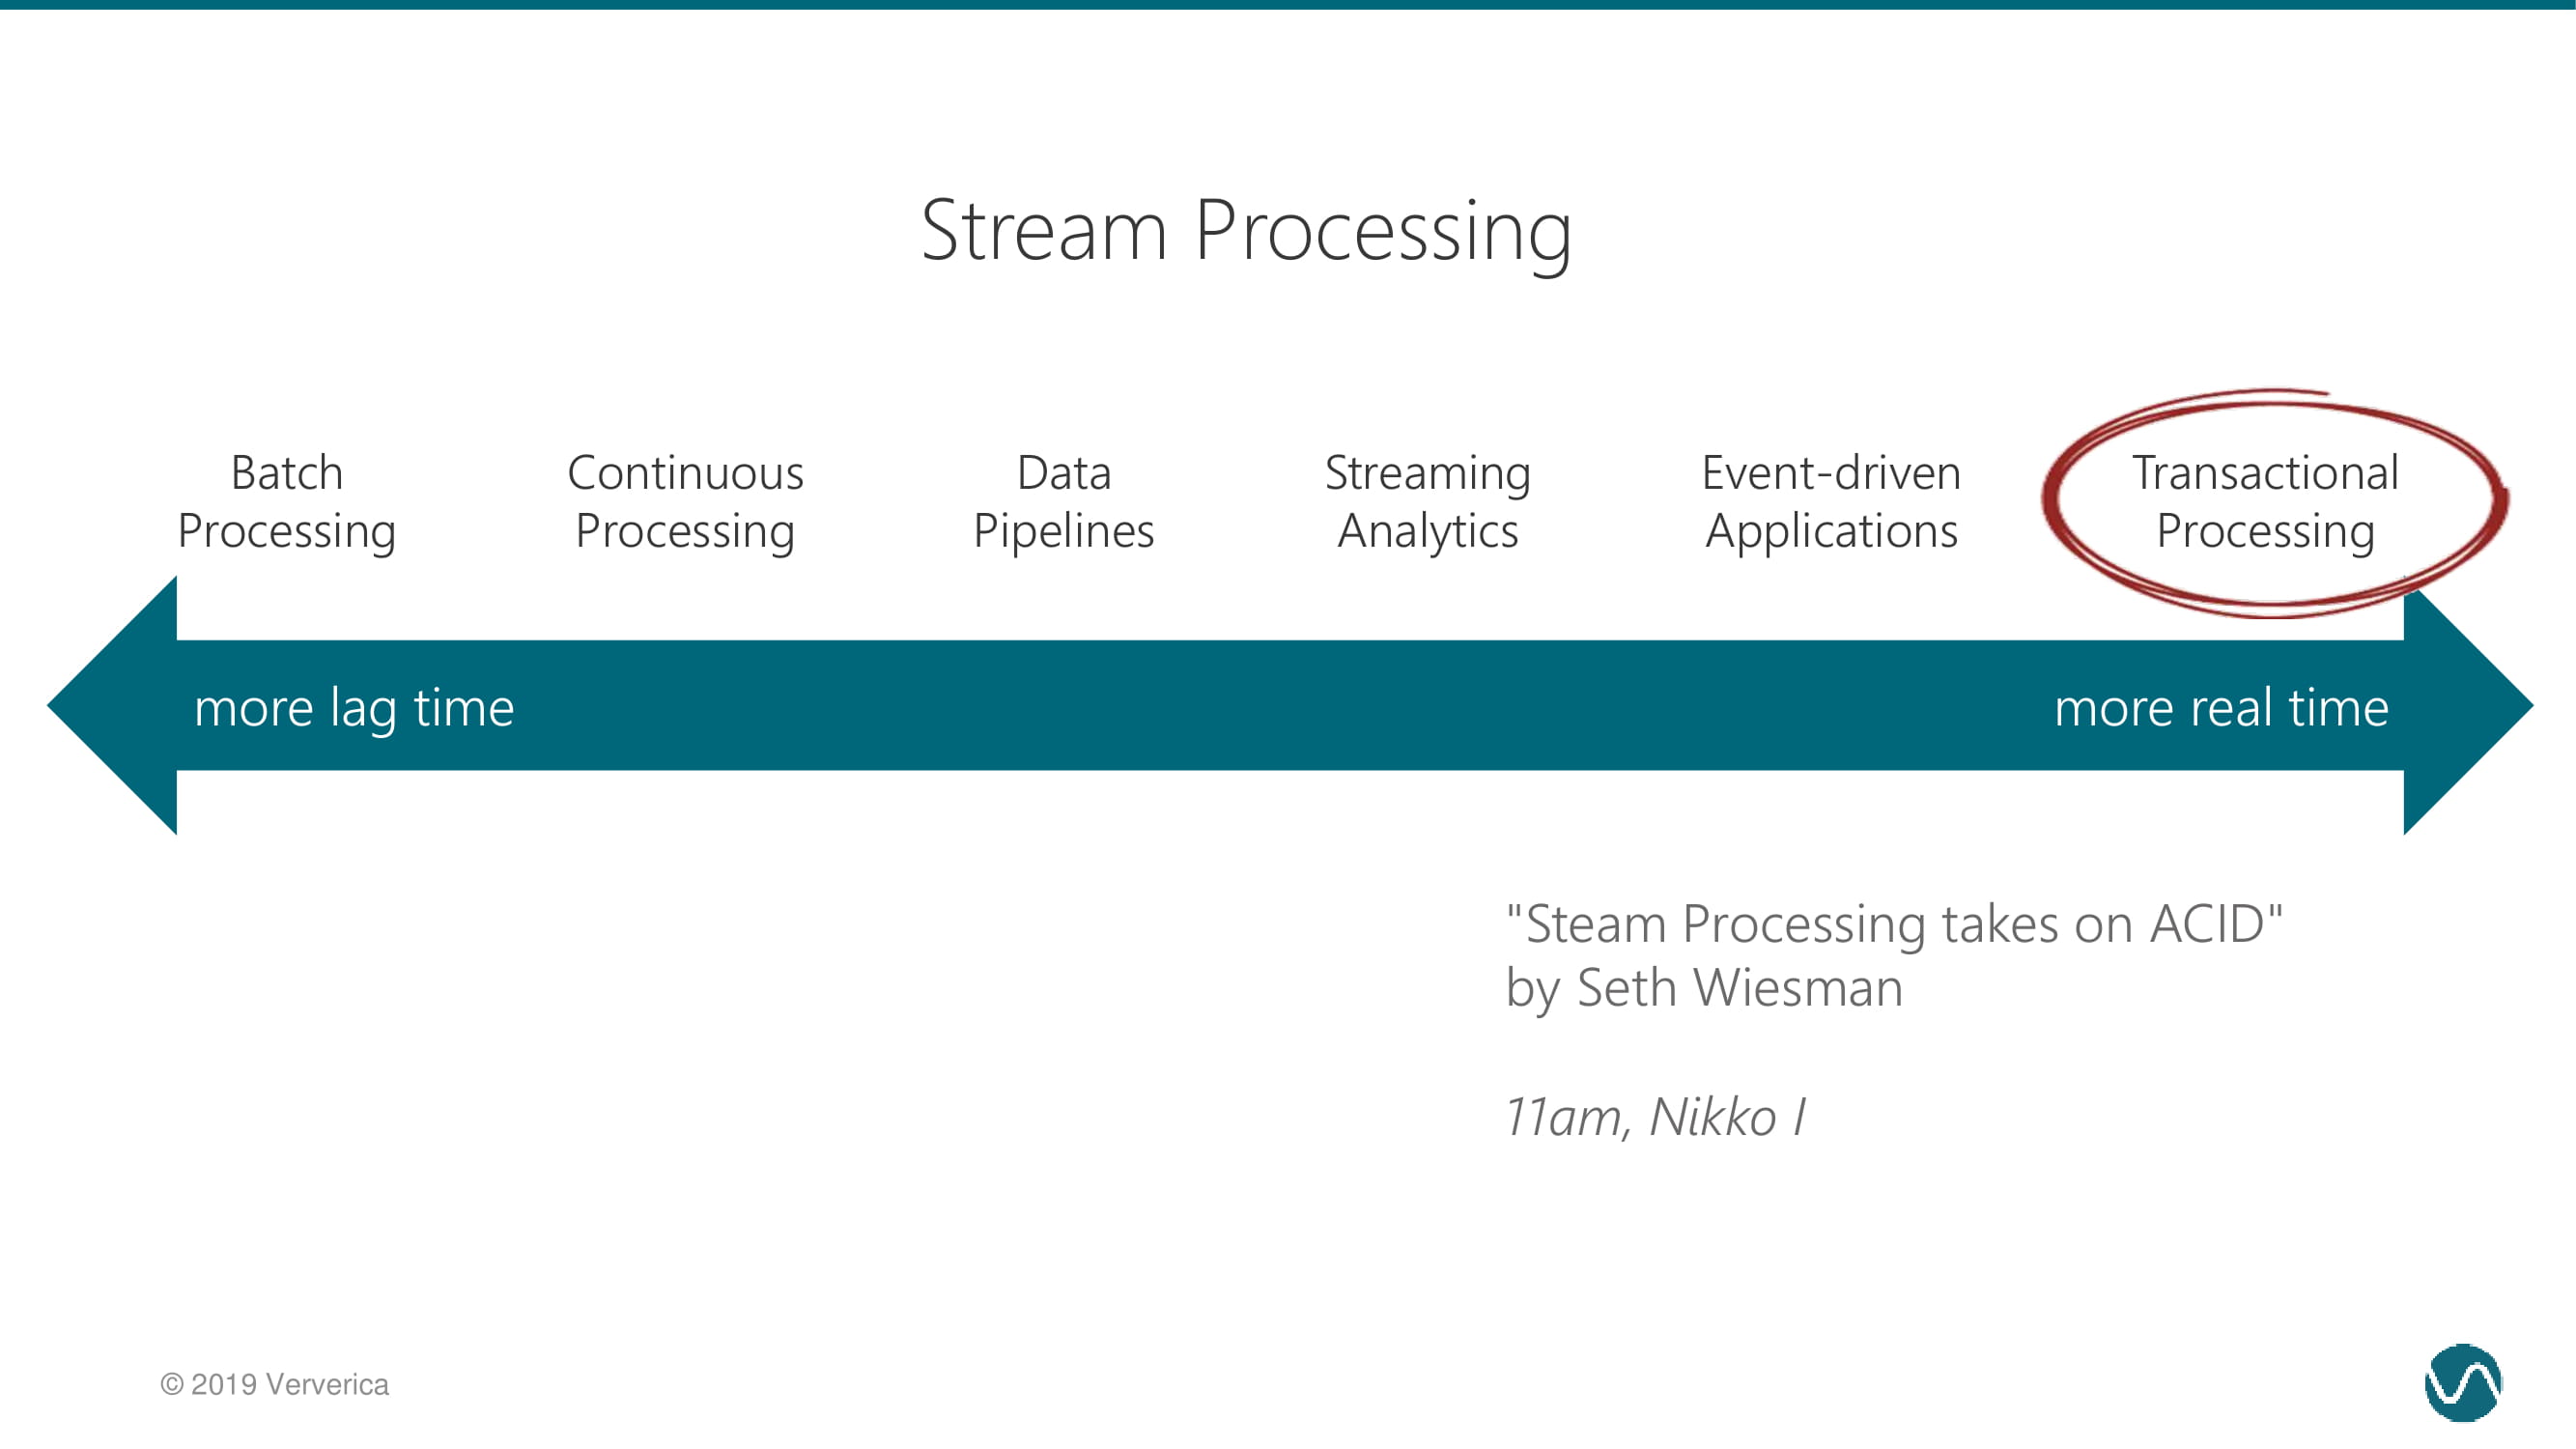 Stream Processing
Batch
Processing
Continuous
Processing
Data
Pipelines
Streaming
Analytics
Event-driven
Applications
Transactional
Processing
more lag time
more real time
"Steam Processing takes on ACID"
by Seth Wiesman
11am, Nikko I
© 2019 Ververica